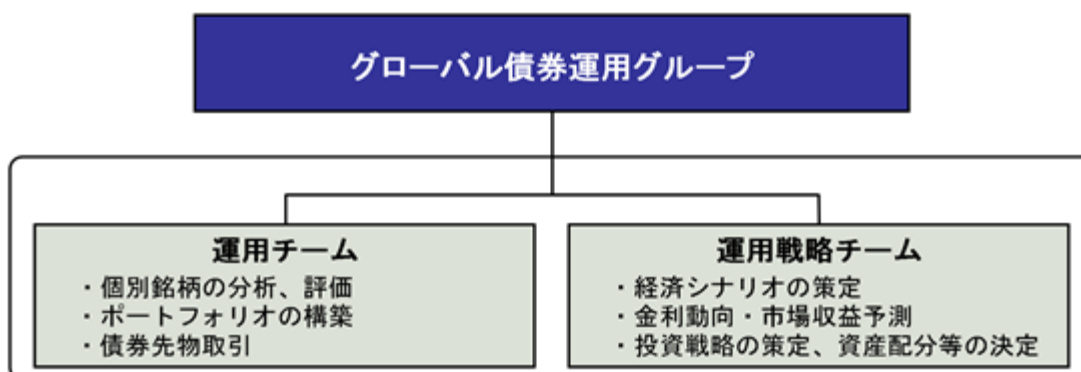 グローバル債券運用グループ
運用チーム
・個別銘柄の分析、評価
・ポートフォリオの構築
・債券先物取引
運用戦略チーム
・経済シナリオの策定
・金利動向・市場収益予測
・投資戦略の策定、資産配分等の決定